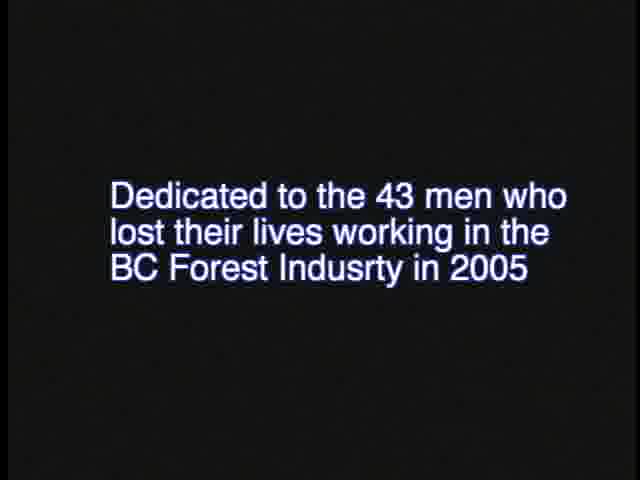 Dedicated to the 43 men who
lost their lives working in the
BC Forest Indusrty in 2005